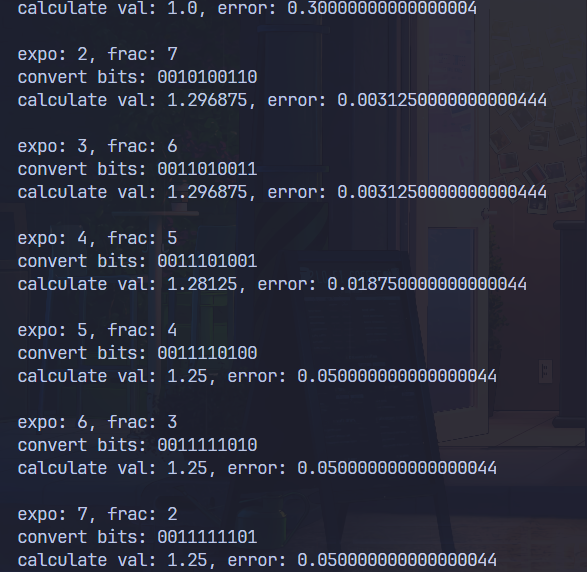 calculate val: 1.0, error: 0.30000000000000004
expo: 2, frac: 7
convert bits: 0010100110
calculate val: 1.296875, error: 0.0031250000000000444
expo: 3, frac: 6
convert bits: 0011010011
calculate val: 1.296875, error: 0.0031250000000000444
expo: 4, frac: 5
convert bits: 0011101001
calculate val: 1.28125, error: 0.018750000000000044
expo: 5, frac: 4
convert bits: 0011110100
calculate val: 1.25, error: 0.050000000000000044
expo: 6, frac: 3
convert bits: 0011111010
calculate val: 1.25, error: 0.050000000000000044
expo: 7, frac: 2
convert bits: 0011111101
calculate val: 1.25, error: 0.050000000000000044